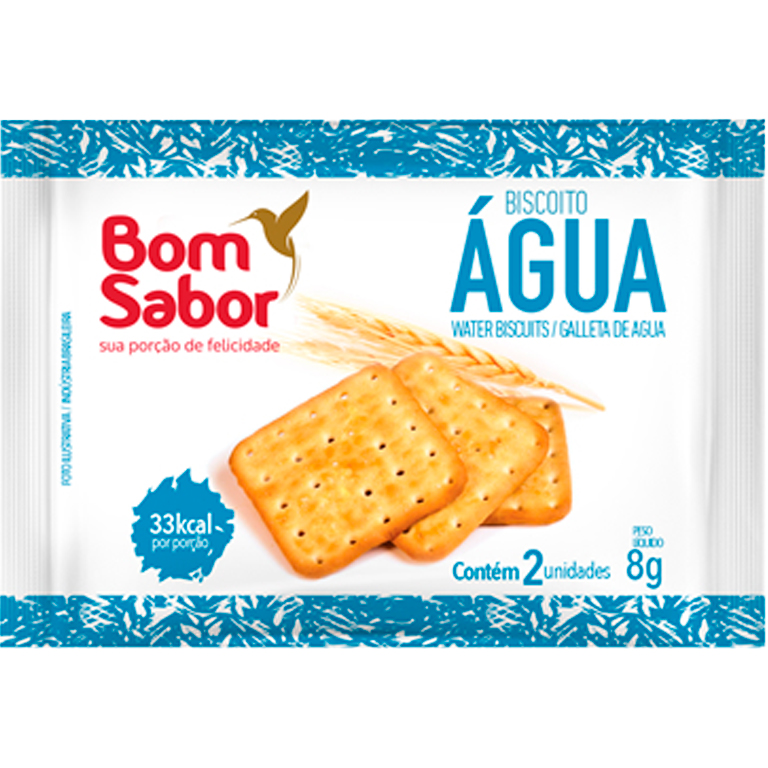 Bom
Sabor
sua porção de felicidade
BISCOITO
ÁGUA
WATER BISCUITS / GALLETA DE AGUA
33kcal
por porção
Contém 2 unidades
PESO
LÍQUIDO
8g